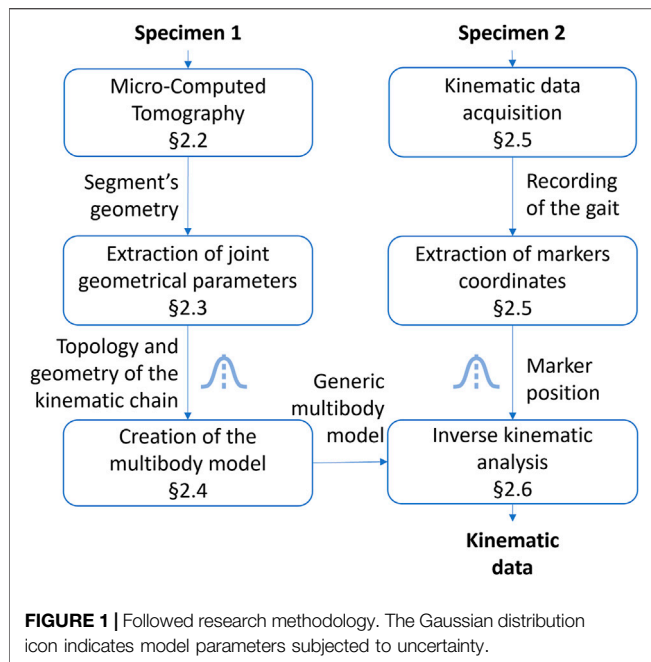 Specimen 1
Micro-Computed
Tomography
§2.2
Segment's
geometry
Extraction of joint
geometrical parameters
§2.3
Topology and
geometry of the
kinematic chain
Creation of the
multibody model
§2.4
Generic
multibody
model
Specimen 2
Kinematic data
acquisition
§2.5
Recording
of the gait
Extraction of markers
coordinates
§2.5
Marker
position
Inverse kinematic
analysis
§2.6
Kinematic
data
FIGURE 1 | Followed research methodology. The Gaussian distribution
icon indicates model parameters subjected to uncertainty.